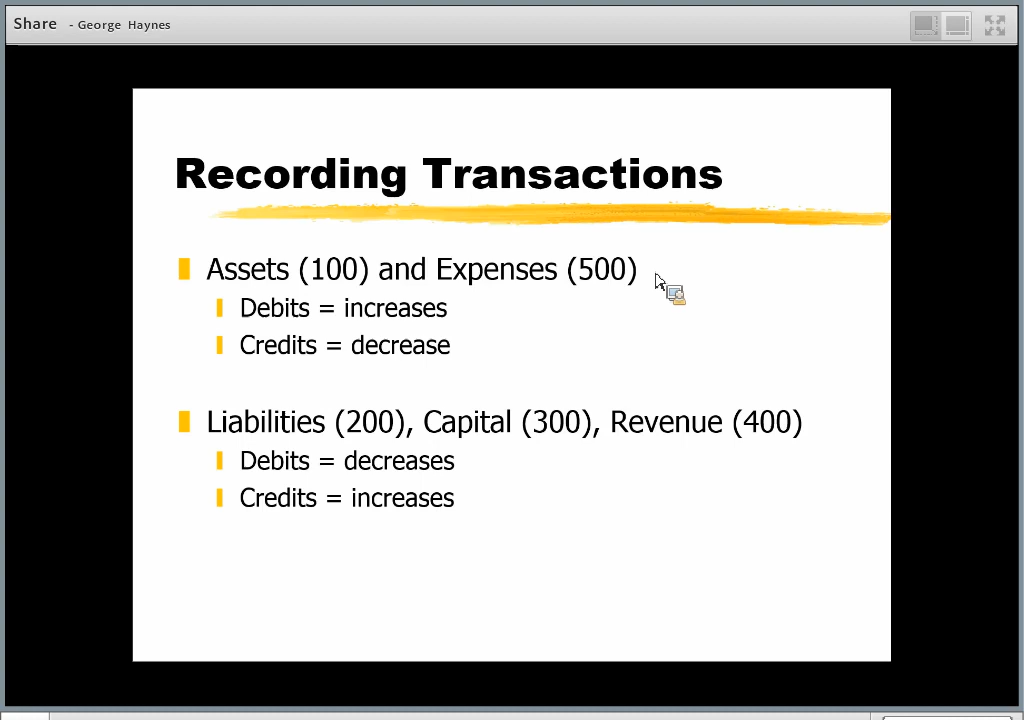 Share - George Haynes
Recording Transactions
Assets (100) and Expenses (500)
Debits = increases
Credits = decrease
Liabilities (200), Capital (300), Revenue (400)
Debits = decreases
Credits = increases